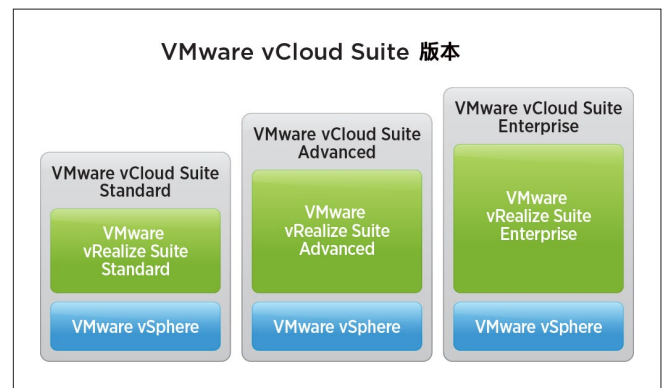 VMware vCloud Suite 版本
VMware vCloud Suite
Standard
VMware
vRealize Suite
Standard
VMware vSphere
VMware vCloud Suite
Advanced
VMware
vRealize Suite
Advanced
VMware vSphere
VMware vCloud Suite
Enterprise
VMware
vRealize Suite
Enterprise
VMware vSphere